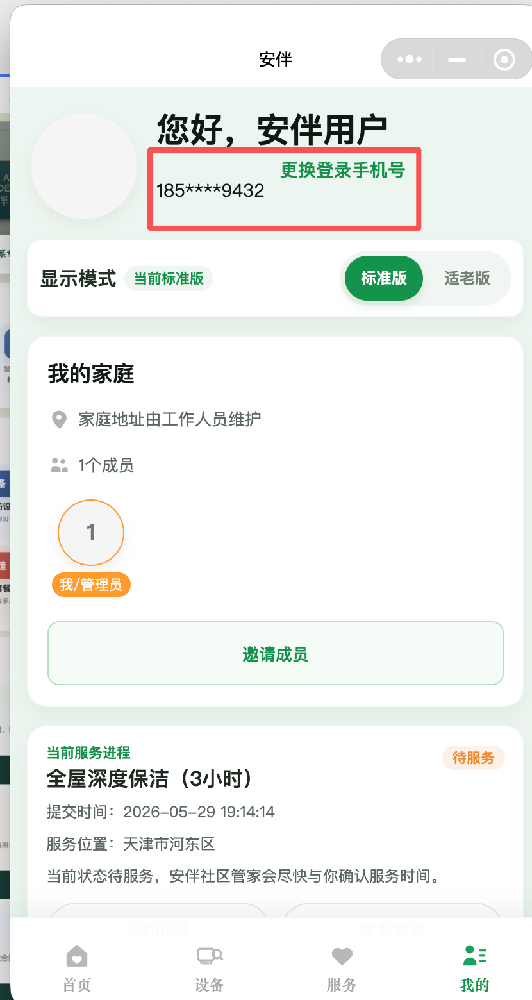 安伴
您好，安伴用户
更换登录手机号
185****9432
显示模式
当前标准版
标准版
适老版
我的家庭
家庭地址由工作人员维护
1个成员
1
我/管理员
邀请成员
当前服务进程
待服务
全屋深度保洁（3小时）
提交时间：2026-05-29 19:14:14
服务位置：天津市河东区
当前状态待服务，安伴社区管家会尽快与你确认服务时间。
预约记录
联系管家
首页
设备
服务
我的